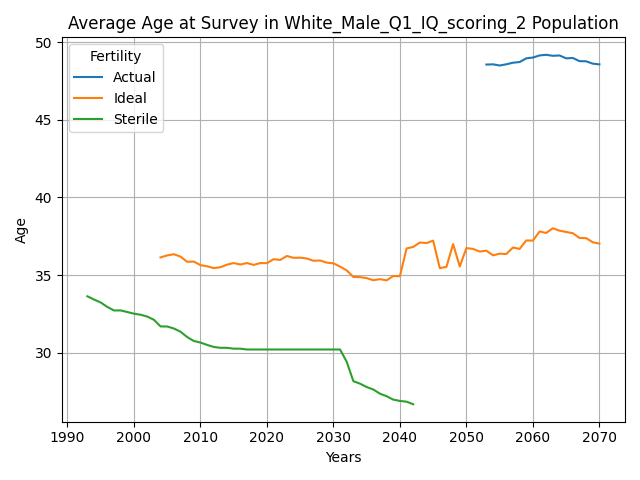 Average Age at Survey in White_Male_Q1_IQ_scoring_2 Population
Fertility
Actual
Ideal
Sterile
50
45
40
35
30
Age
1990 2000 2010 2020 2030 2040 2050 2060 2070
Years